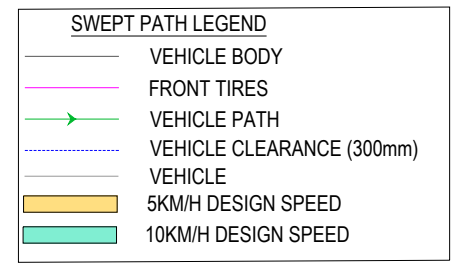 SWEPT PATH LEGEND
VEHICLE BODY
FRONT TIRES
VEHICLE PATH
VEHICLE CLEARANCE (300mm)
VEHICLE
5KM/H DESIGN SPEED
10KM/H DESIGN SPEED